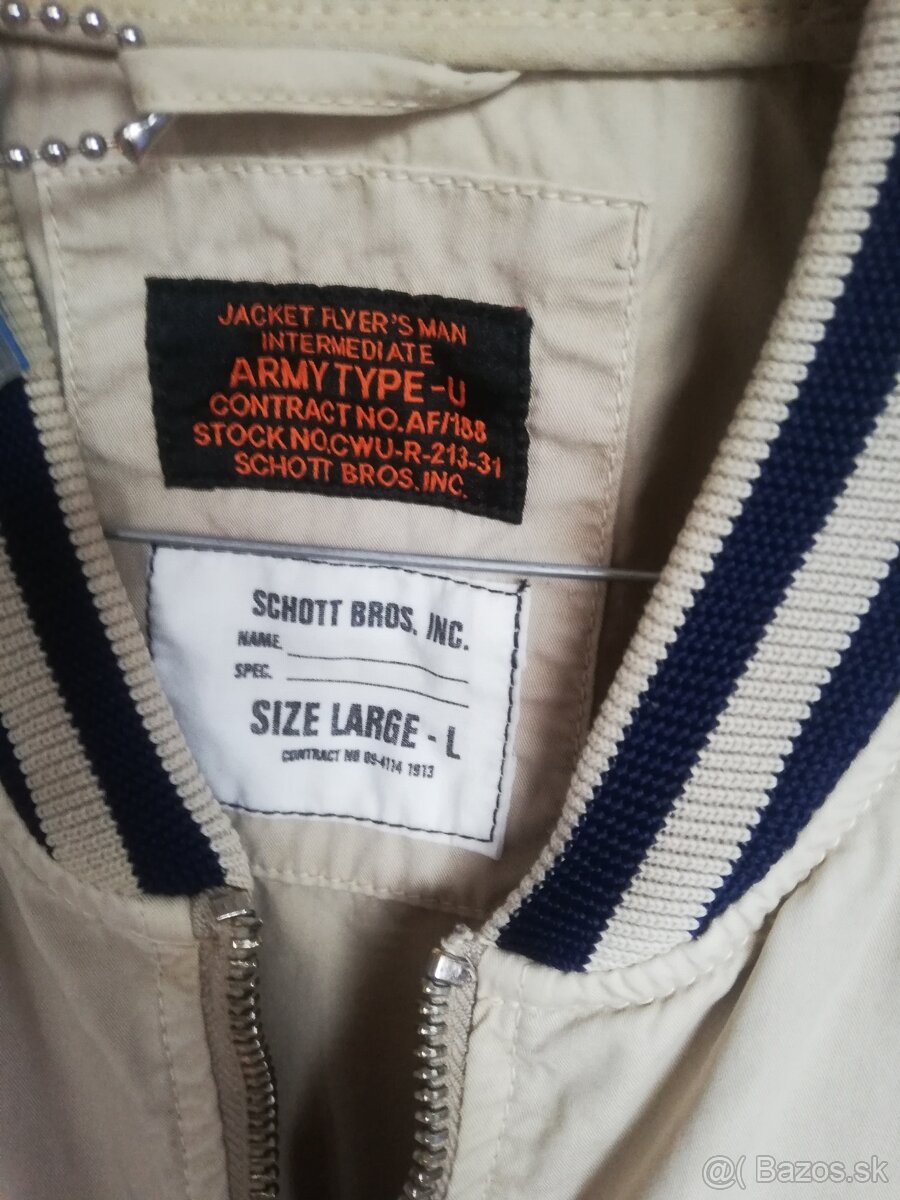 JACKET FLYER'S MAN
INTERMEDIATE
ARMY TYPE-U
CONTRACT NO. AF/188
STOCK NO.CWU-R-213-31
SCHOTT BROS. INC.
SCHOTT BROS. INC.
NAME.
SPEC.
SIZE LARGE - L
CONTRACT NO 09-4114 1913
@( Bazos.sk